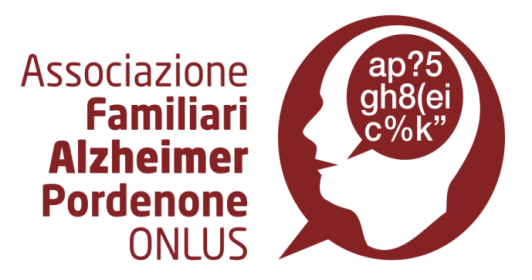 Associazione
Familiari
Alzheimer
Pordenone
ONLUS
ap?5
gh8(ei
c%k”